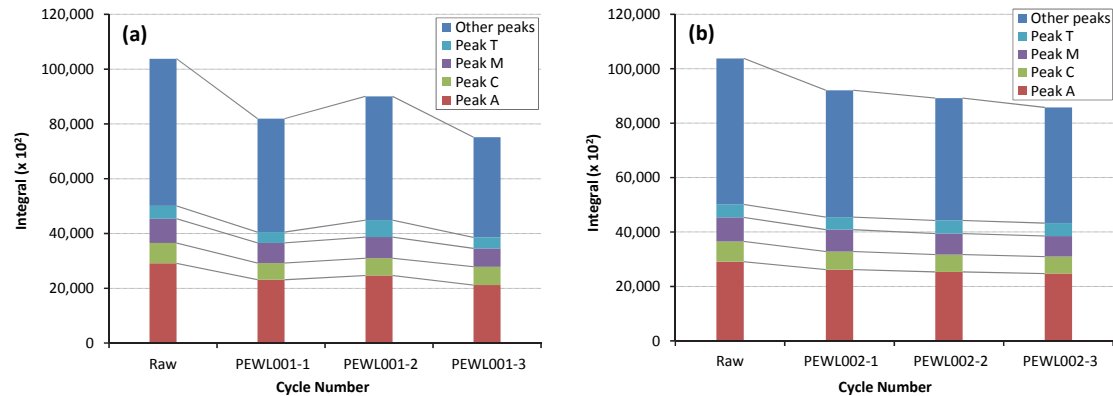 (a)
Other peaks
Peak T
Peak M
Peak C
Peak A
Integral (x 10²)
120,000
100,000
80,000
60,000
40,000
20,000
0
Raw PEWL001-1 PEWL001-2 PEWL001-3
Cycle Number
(b)
Other peaks
Peak T
Peak M
Peak C
Peak A
Integral (x 10²)
120,000
100,000
80,000
60,000
40,000
20,000
0
Raw PEWL002-1 PEWL002-2 PEWL002-3
Cycle Number